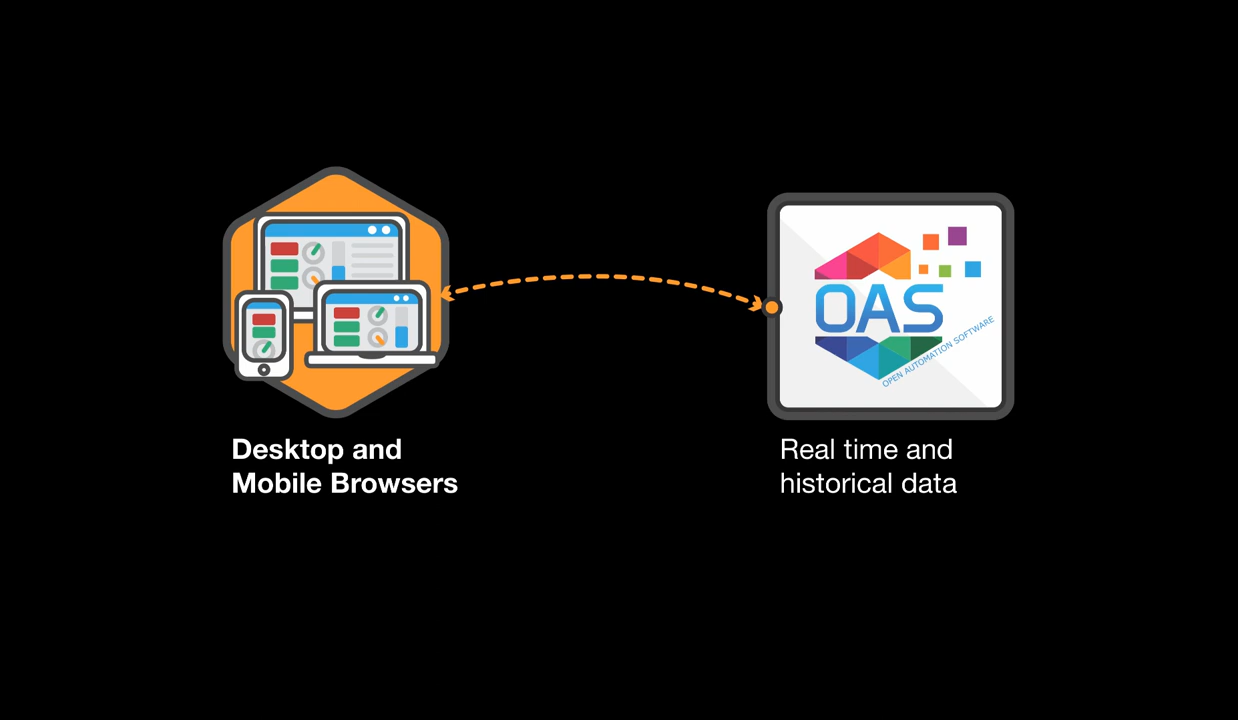 OAS
OPEN AUTOMATION SOFTWARE
Desktop and
Mobile Browsers
Real time and
historical data